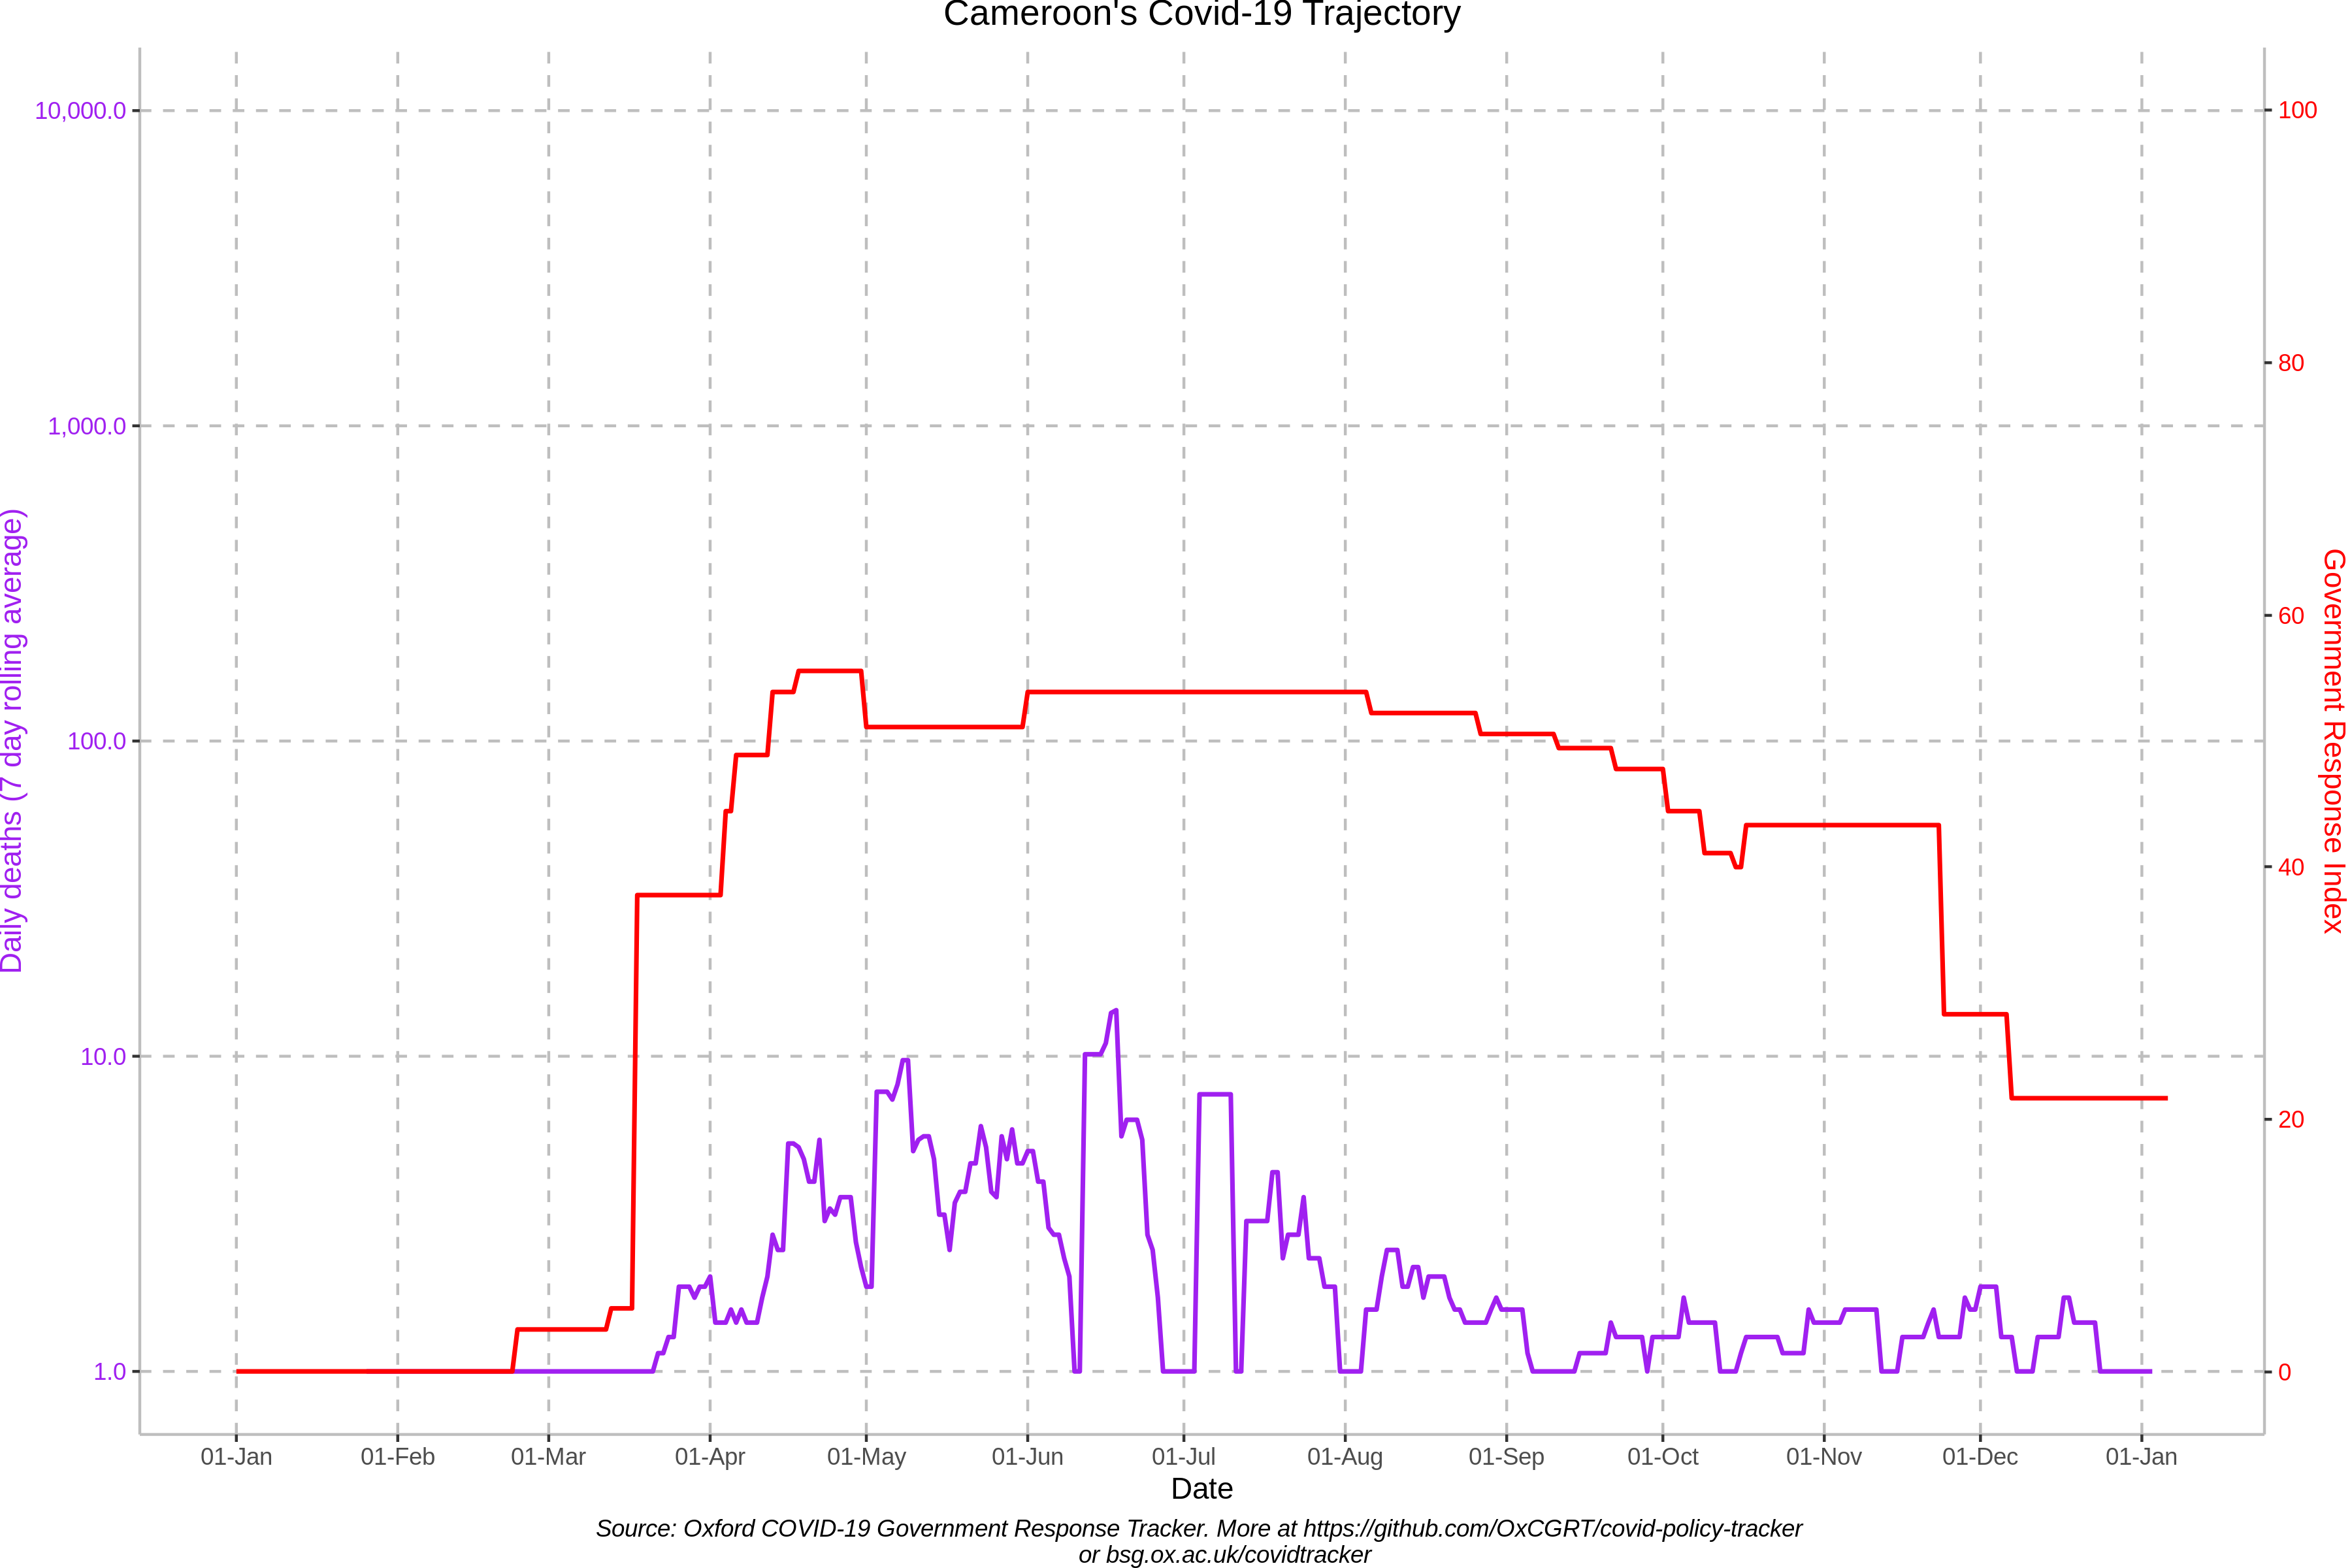 Cameroon's Covid-19 Trajectory
10,000.0
1,000.0
100.0
10.0
1.0
Daily deaths (7 day rolling average)
100
80
60
40
20
0
Government Response Index
01-Jan 01-Feb 01-Mar 01-Apr 01-May 01-Jun 01-Jul 01-Aug 01-Sep 01-Oct 01-Nov 01-Dec 01-Jan
Date
Source: Oxford COVID-19 Government Response Tracker. More at https://github.com/OxCGRT/covid-policy-tracker
or bsg.ox.ac.uk/covidtracker